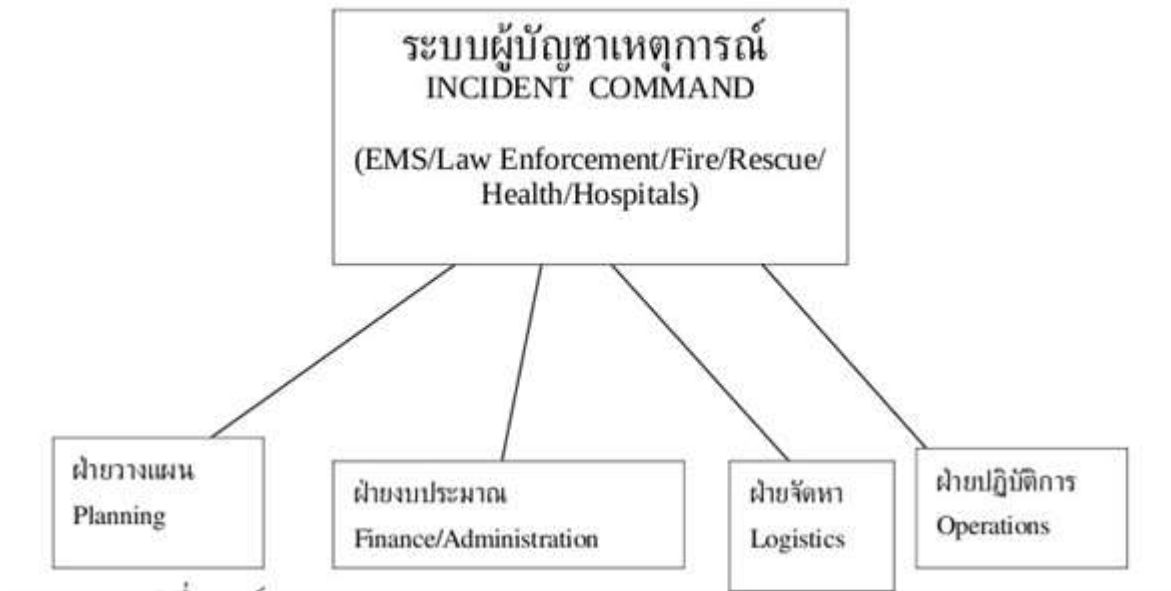 ระบบผู้บัญชาเหตุการณ์
INCIDENT COMMAND
(EMS/Law Enforcement/Fire/Rescue/
Health/Hospitals)
ฝ่ายวางแผน
Planning
ฝ่ายงบประมาณ
Finance/Administration
ฝ่ายจัดหา
Logistics
ฝ่ายปฏิบัติการ
Operations